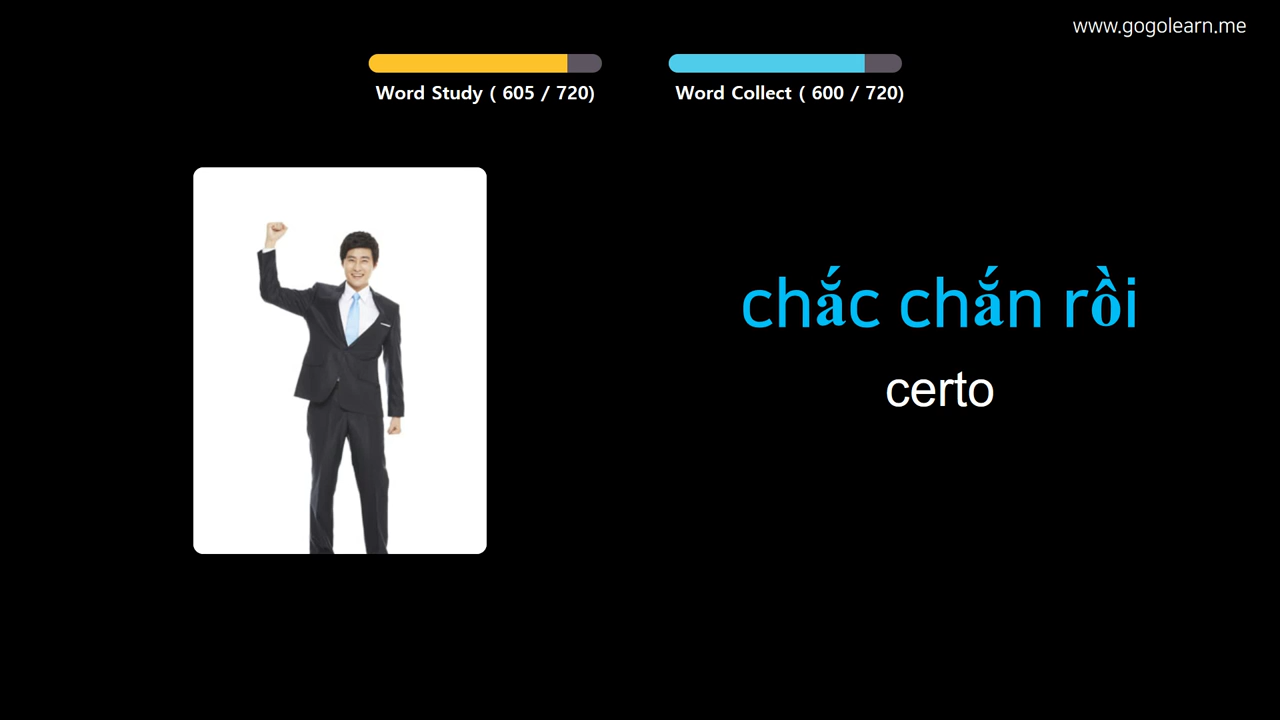 www.gogolearn.me
Word Study ( 605 / 720)
Word Collect ( 600 / 720)
chắc chắn rồi
certo